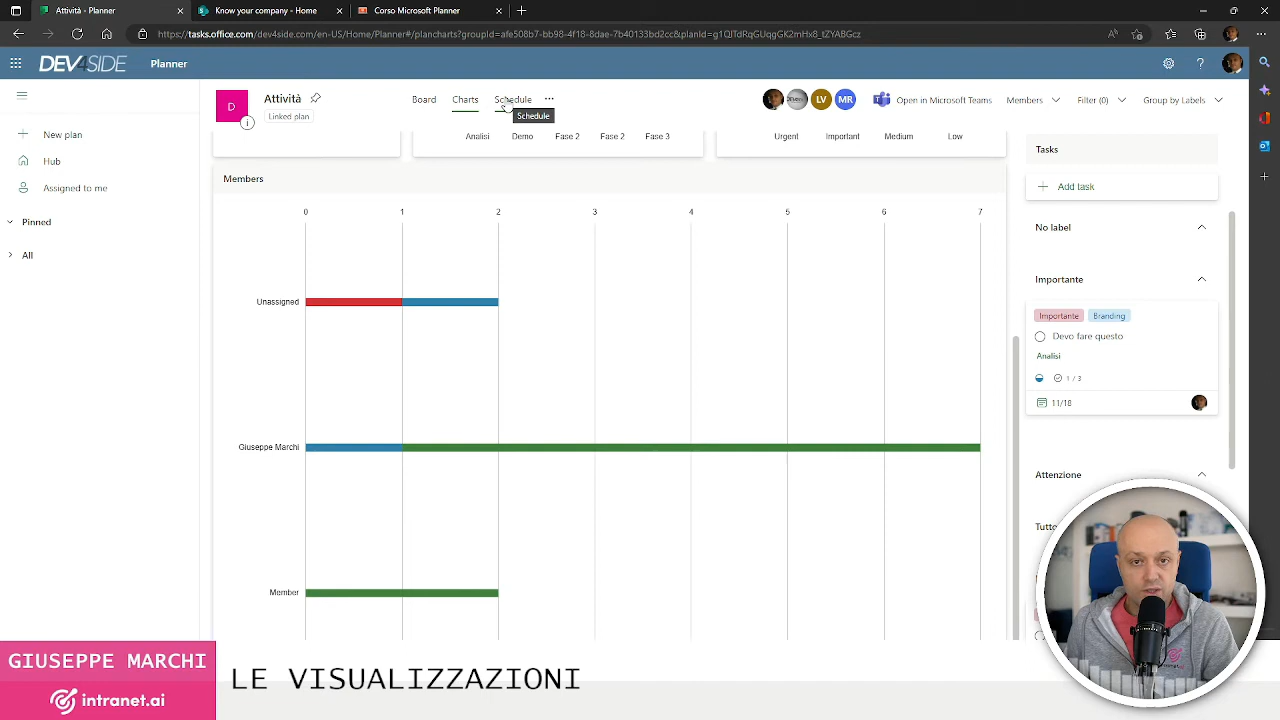 Attività - Planner
Know your company - Home
Corso Microsoft Planner
https://tasks.office.com/dev4side.com/en-US/Home/Planner#/plancharts?groupId=afe508b7-bb98-4f18-8dae-7b40133bd2cc&planId=g1QITdRqGUqgGK2mHx8_tZYABGcz
DEV4SIDE
Planner
D
Attività
Linked plan
Board
Charts
Schedule
Schedule
LV
MR
Open in Microsoft Teams
Members
Filter (0)
Group by Labels
New plan
Hub
Assigned to me
Pinned
All
Analisi
Demo
Fase 2
Fase 2
Fase 3
Urgent
Important
Medium
Low
Members
0
1
2
3
4
5
6
7
Unassigned
Giuseppe Marchi
Member
Tasks
Add task
No label
Importante
Importante
Branding
Devo fare questo
Analisi
1 / 3
11/18
Attenzione
GIUSEPPE MARCHI
intranet.ai
LE VISUALIZZAZIONI